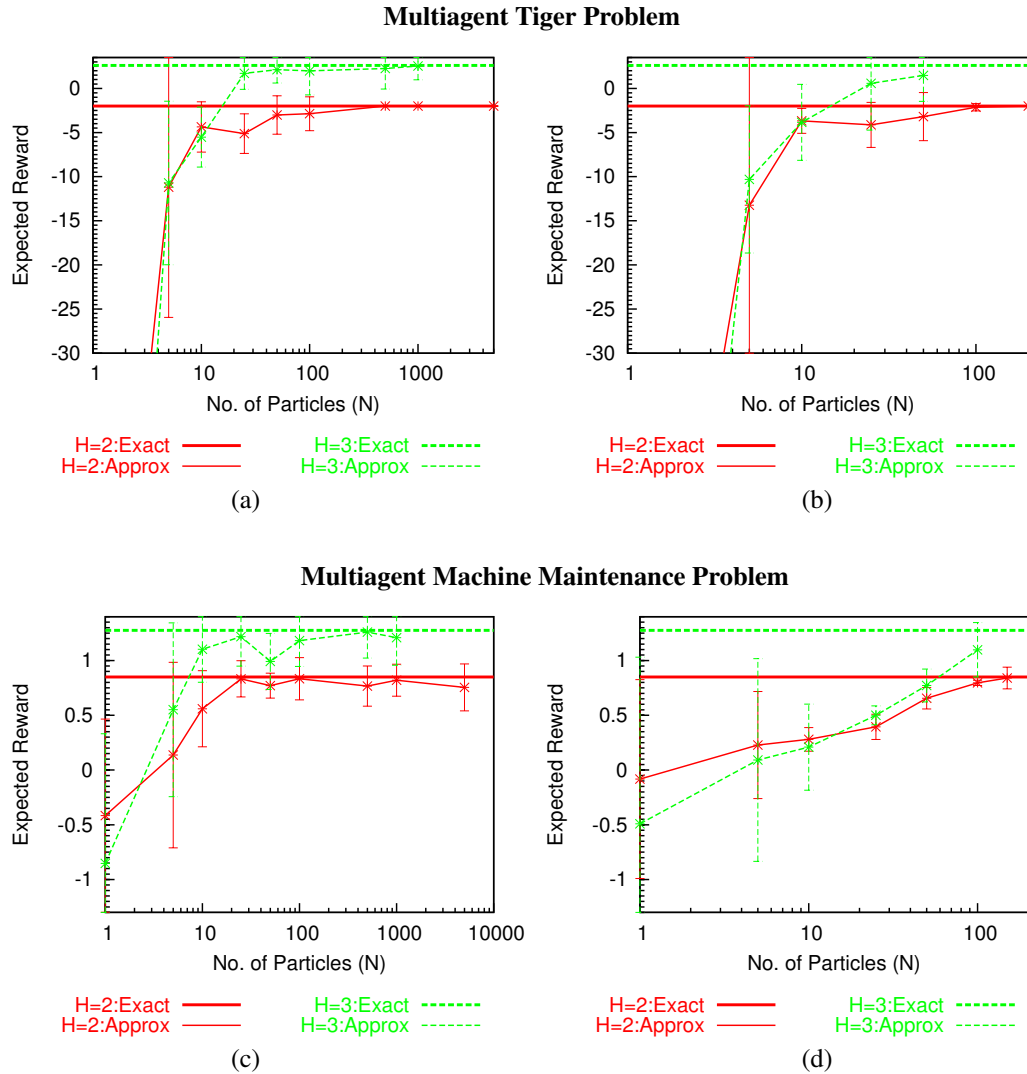 Multiagent Tiger Problem
Expected Reward
0
-5
-10
-15
-20
-25
-30
1
10
100
1000
No. of Particles (N)
H=2:Exact
H=3:Exact
H=2:Approx
H=3:Approx
(a)
Expected Reward
0
-5
-10
-15
-20
-25
-30
1
10
100
No. of Particles (N)
H=2:Exact
H=3:Exact
H=2:Approx
H=3:Approx
(b)
Multiagent Machine Maintenance Problem
Expected Reward
1
0.5
0
-0.5
-1
1
10
100
1000
10000
No. of Particles (N)
H=2:Exact
H=3:Exact
H=2:Approx
H=3:Approx
(c)
Expected Reward
1
0.5
0
-0.5
-1
1
10
100
No. of Particles (N)
H=2:Exact
H=3:Exact
H=2:Approx
H=3:Approx
(d)